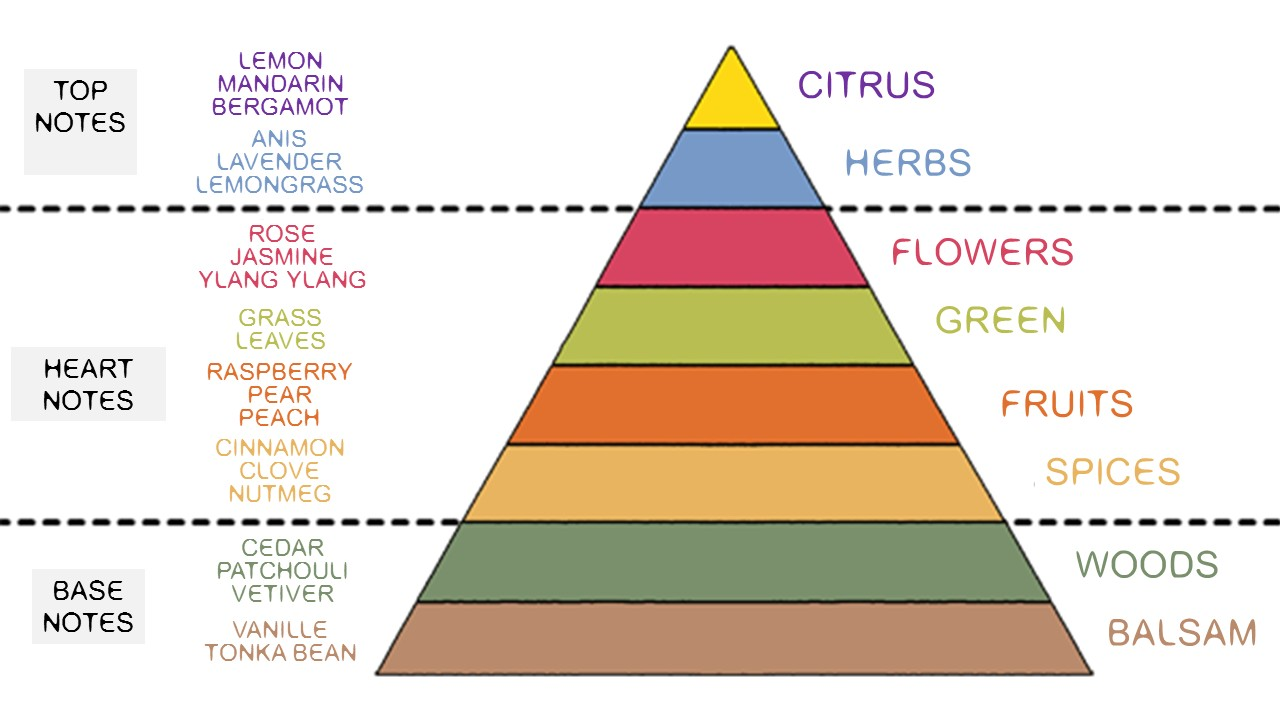 TOP
NOTES
LEMON
MANDARIN
BERGAMOT
CITRUS
ANIS
LAVENDER
LEMONGRASS
HERBS
ROSE
JASMINE
YLANG YLANG
FLOWERS
GRASS
LEAVES
GREEN
HEART
NOTES
RASPBERRY
PEAR
PEACH
FRUITS
CINNAMON
CLOVE
NUTMEG
SPICES
BASE
NOTES
CEDAR
PATCHOULI
VETIVER
WOODS
VANILLE
TONKA BEAN
BALSAM